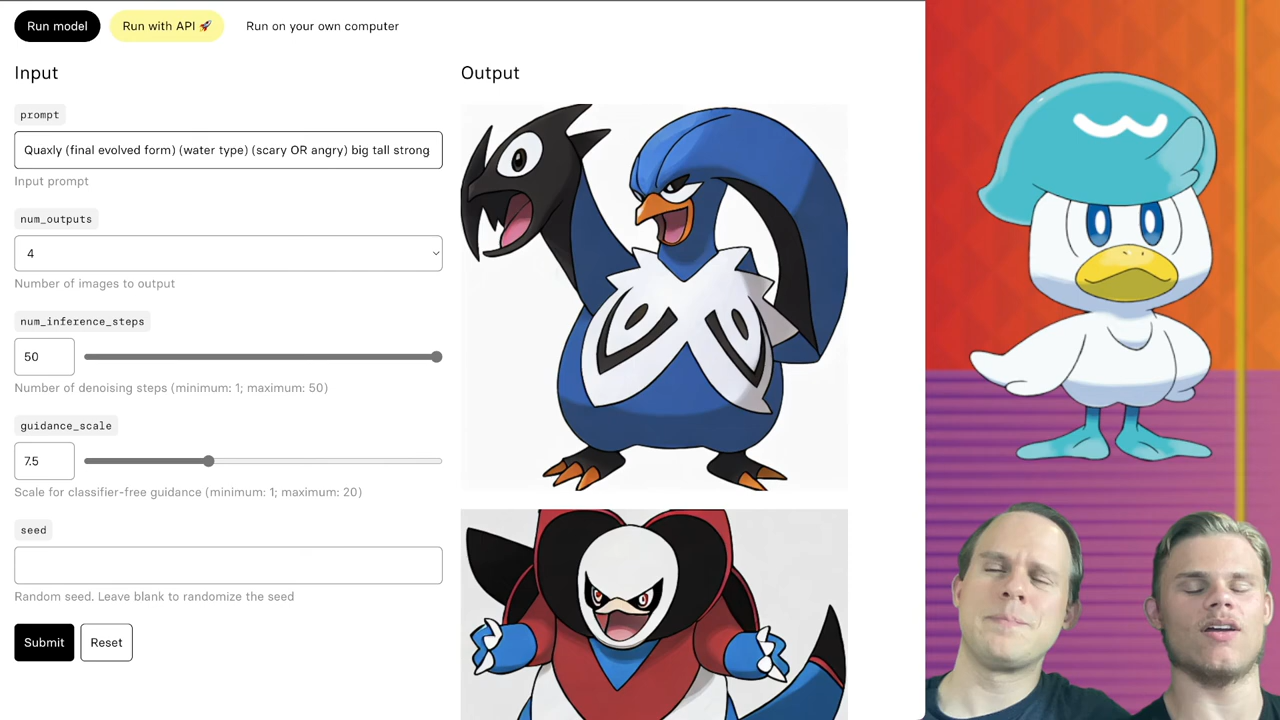 Run model
Run with API 🚀
Run on your own computer
Input
prompt
Quaxly (final evolved form) (water type) (scary OR angry) big tall strong
Input prompt
num_outputs
4
Number of images to output
num_inference_steps
50
Number of denoising steps (minimum: 1; maximum: 50)
guidance_scale
7.5
Scale for classifier-free guidance (minimum: 1; maximum: 20)
seed
Random seed. Leave blank to randomize the seed
Submit
Reset
Output